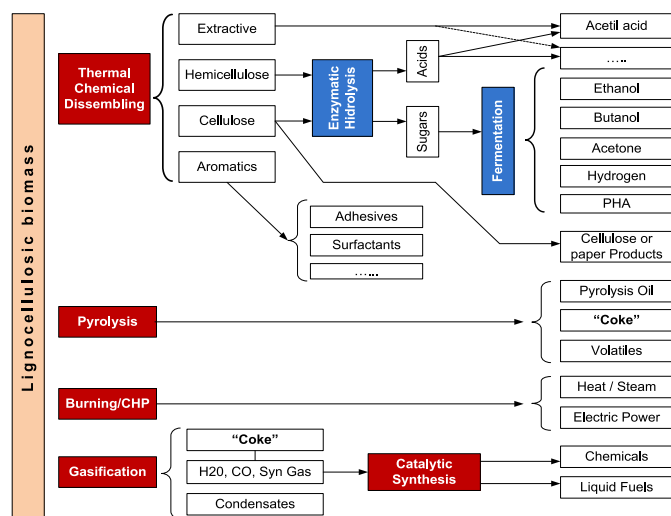 Lignocellulosic biomass
Thermal
Chemical
Dissembling
Extractive
Hemicellulose
Cellulose
Aromatics
Enzymatic
Hidrolysis
Acids
Sugars
Fermentation
Acetil acid
…..
Ethanol
Butanol
Acetone
Hydrogen
PHA
Cellulose or
paper Products
Adhesives
Surfactants
…...
Pyrolysis
Pyrolysis Oil
“Coke”
Volatiles
Burning/CHP
Heat / Steam
Electric Power
Gasification
“Coke”
H20, CO, Syn Gas
Condensates
Catalytic
Synthesis
Chemicals
Liquid Fuels